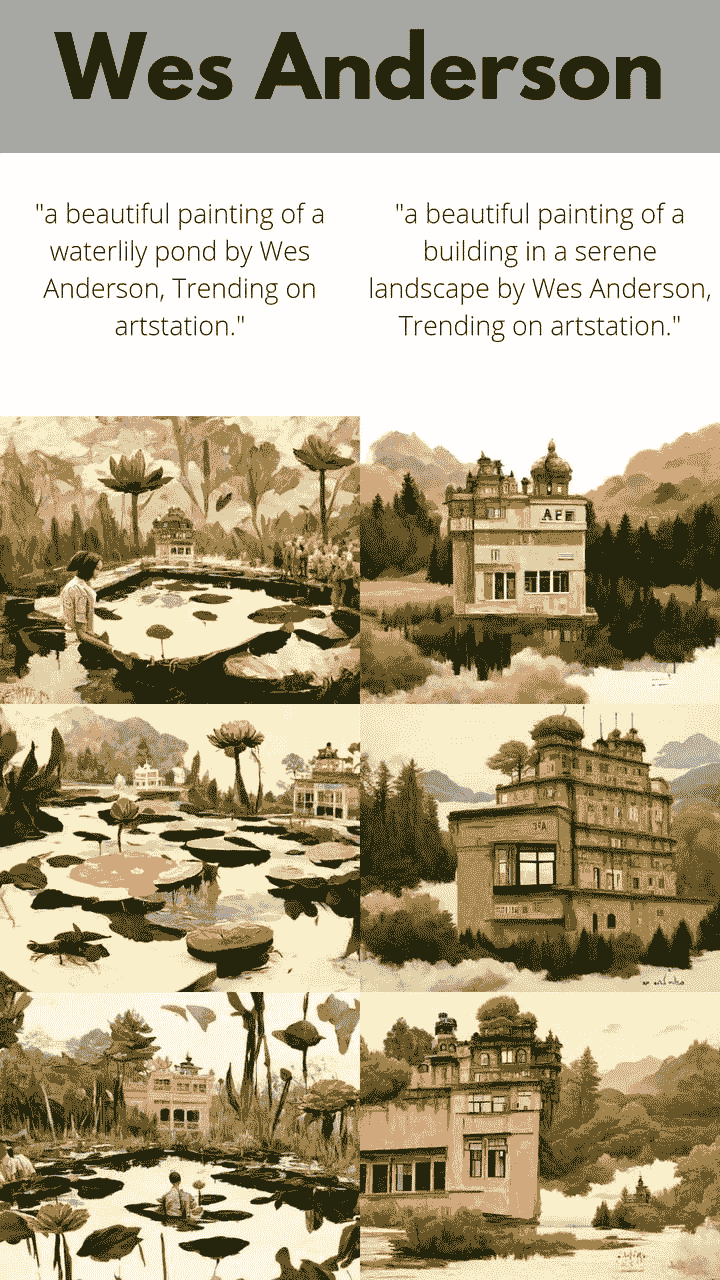 Wes Anderson
"a beautiful painting of a
waterlily pond by Wes
Anderson, Trending on
artstation."
"a beautiful painting of a
building in a serene
landscape by Wes Anderson,
Trending on artstation."